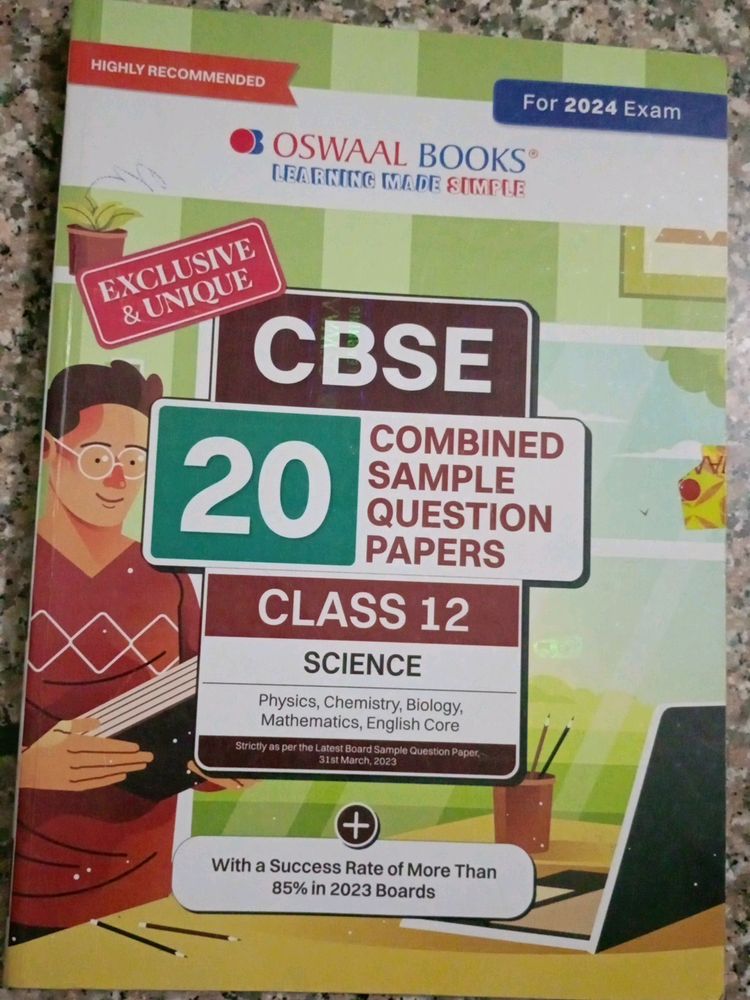 HIGHLY RECOMMENDED
For 2024 Exam
OSWAAL BOOKS®
LEARNING MADE SIMPLE
EXCLUSIVE
& UNIQUE
CBSE
20
COMBINED
SAMPLE
QUESTION
PAPERS
CLASS 12
SCIENCE
Physics, Chemistry, Biology,
Mathematics, English Core
Strictly as per the Latest Board Sample Question Paper,
31st March, 2023
+
With a Success Rate of More Than
85% in 2023 Boards